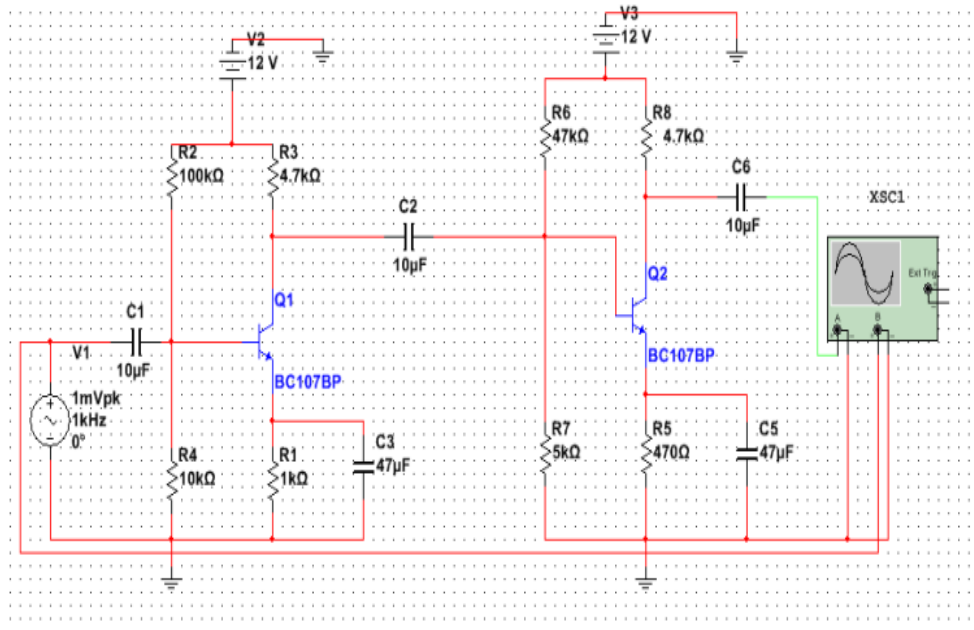 V2
12 V
V3
12 V
R2
100kΩ
R3
4.7kΩ
R6
47kΩ
R8
4.7kΩ
C2
10µF
C6
10µF
XSC1
Ext Trig
A
B
C1
10µF
Q1
BC107BP
Q2
BC107BP
V1
1mVpk
1kHz
0°
R4
10kΩ
R1
1kΩ
C3
47µF
R7
5kΩ
R5
470Ω
C5
47µF